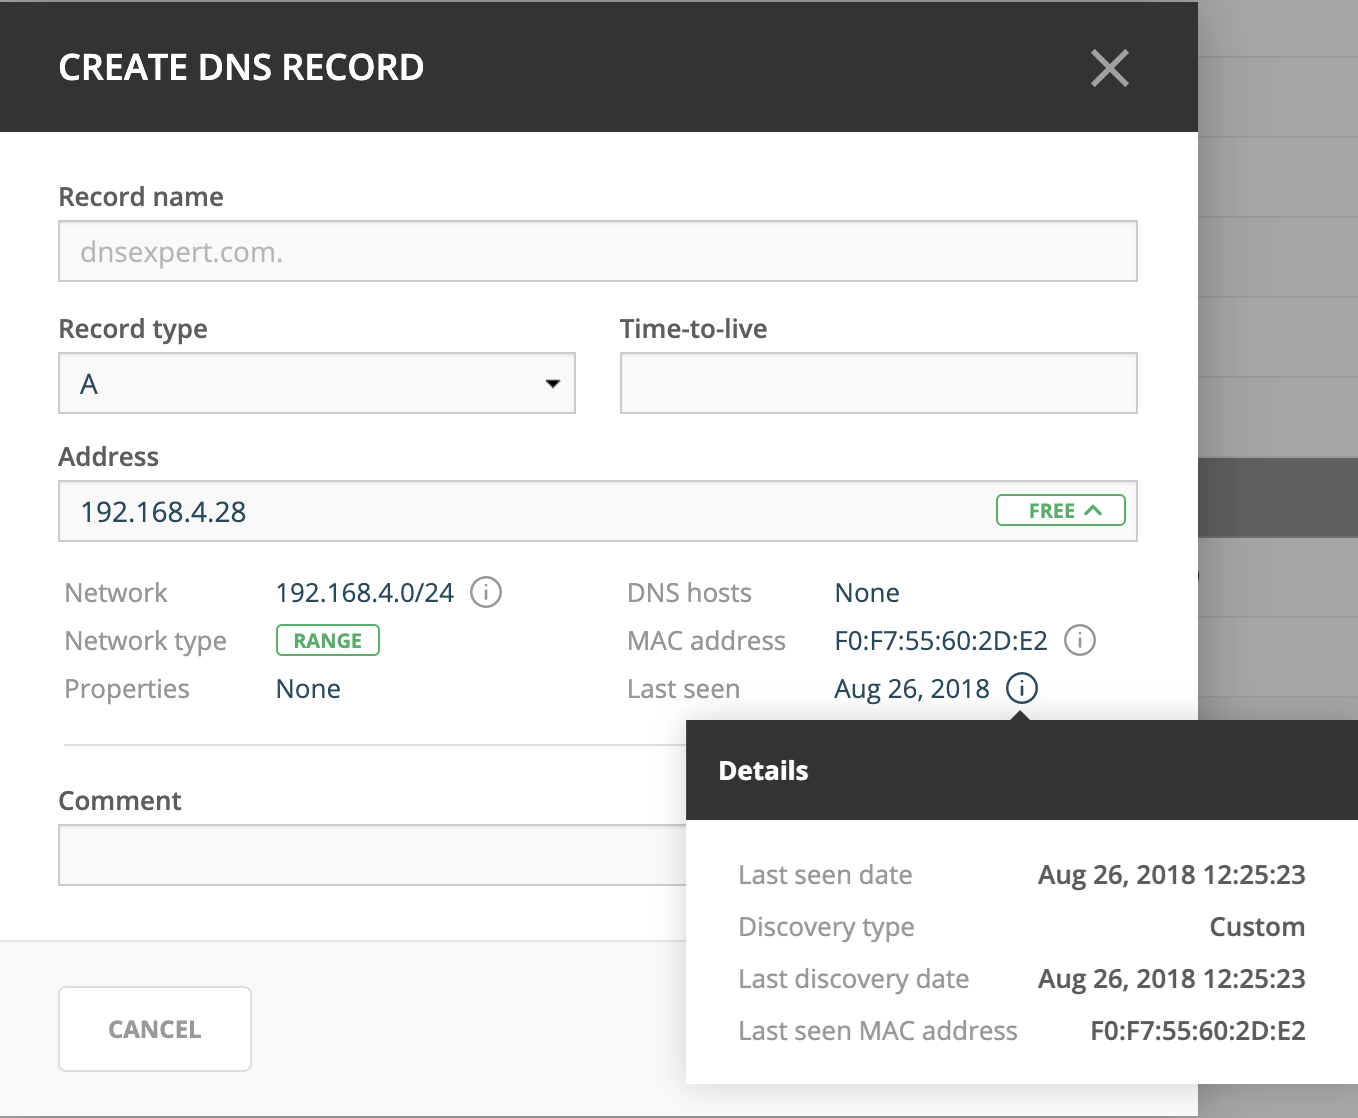 CREATE DNS RECORD
Record name
dnsexpert.com.
Record type
Time-to-live
A
Address
192.168.4.28
FREE
Network 192.168.4.0/24 DNS hosts None
Network type RANGE MAC address F0:F7:55:60:2D:E2
Properties None Last seen Aug 26, 2018
Details
Comment
Last seen date Aug 26, 2018 12:25:23
Discovery type Custom
Last discovery date Aug 26, 2018 12:25:23
Last seen MAC address F0:F7:55:60:2D:E2
CANCEL